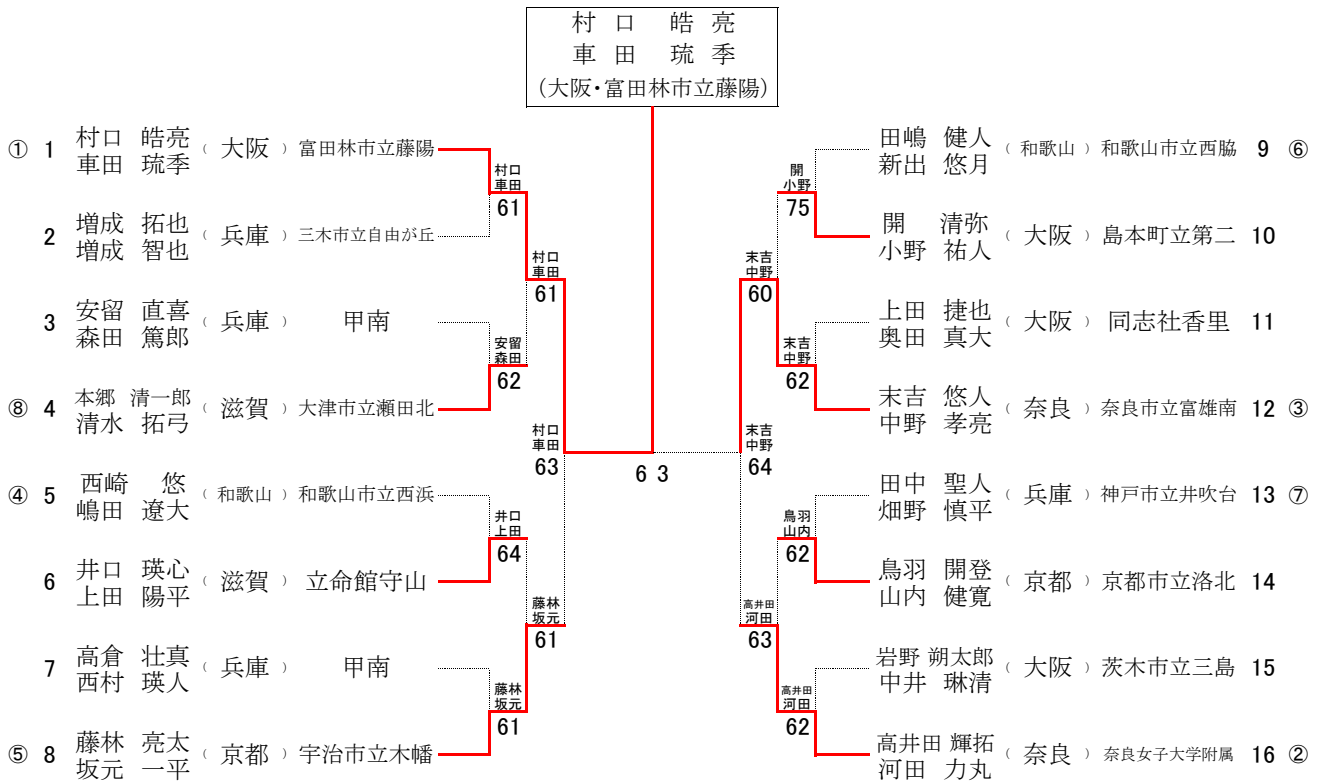 村口 皓亮
車田 琉季
(大阪・富田林市立藤陽)
① 1 村口 皓亮 車田 琉季 ( 大阪 ) 富田林市立藤陽
2 増成 拓也 増成 智也 ( 兵庫 ) 三木市立自由が丘
3 安留 直喜 森田 篤郎 ( 兵庫 ) 甲南
⑧ 4 本郷 清一郎 清水 拓弓 ( 滋賀 ) 大津市立瀬田北
④ 5 西崎 悠 嶋田 遼大 ( 和歌山 ) 和歌山市立西浜
6 井口 瑛心 上田 陽平 ( 滋賀 ) 立命館守山
7 高倉 壮真 西村 瑛人 ( 兵庫 ) 甲南
⑤ 8 藤林 亮太 坂元 一平 ( 京都 ) 宇治市立木幡
村口 車田 61
安留 森田 62
井口 上田 64
藤林 坂元 61
村口 車田 61
藤林 坂元 61
村口 車田 63
6 3
末吉 中野 64
末吉 中野 60
高井田 河田 63
開 小野 75
末吉 中野 62
鳥羽 山内 62
高井田 河田 62
田嶋 健人 新出 悠月 ( 和歌山 ) 和歌山市立西脇 9 ⑥
開 清弥 小野 祐人 ( 大阪 ) 島本町立第二 10
上田 捷也 奥田 真大 ( 大阪 ) 同志社香里 11
末吉 悠人 中野 孝亮 ( 奈良 ) 奈良市立富雄南 12 ③
田中 聖人 畑野 慎平 ( 兵庫 ) 神戸市立井吹台 13 ⑦
鳥羽 開登 山内 健寛 ( 京都 ) 京都市立洛北 14
岩野 朔太郎 中井 琳清 ( 大阪 ) 茨木市立三島 15
高井田 輝拓 河田 力丸 ( 奈良 ) 奈良女子大学附属 16 ②